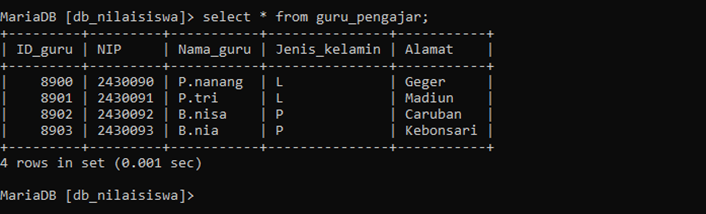 MariaDB [db_nilaisiswa]> select * from guru_pengajar;
+---------+---------+-----------+---------------+-----------+
| ID_guru | NIP     | Nama_guru | Jenis_kelamin | Alamat    |
+---------+---------+-----------+---------------+-----------+
|    8900 | 2430090 | P.nanang  | L             | Geger     |
|    8901 | 2430091 | P.tri     | L             | Madiun    |
|    8902 | 2430092 | B.nisa    | P             | Caruban   |
|    8903 | 2430093 | B.nia     | P             | Kebonsari |
+---------+---------+-----------+---------------+-----------+
4 rows in set (0.001 sec)
MariaDB [db_nilaisiswa]>